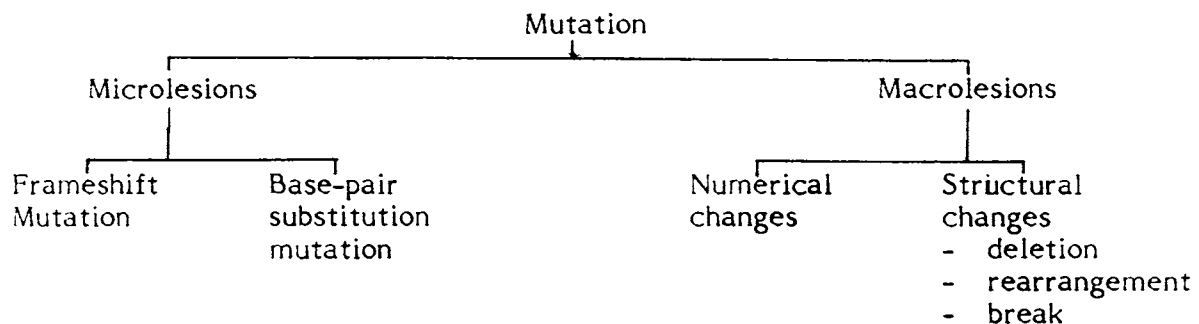 Mutation
Microlesions
Macrolesions
Frameshift
Mutation
Base-pair
substitution
mutation
Numerical
changes
Structural
changes
- deletion
- rearrangement
- break